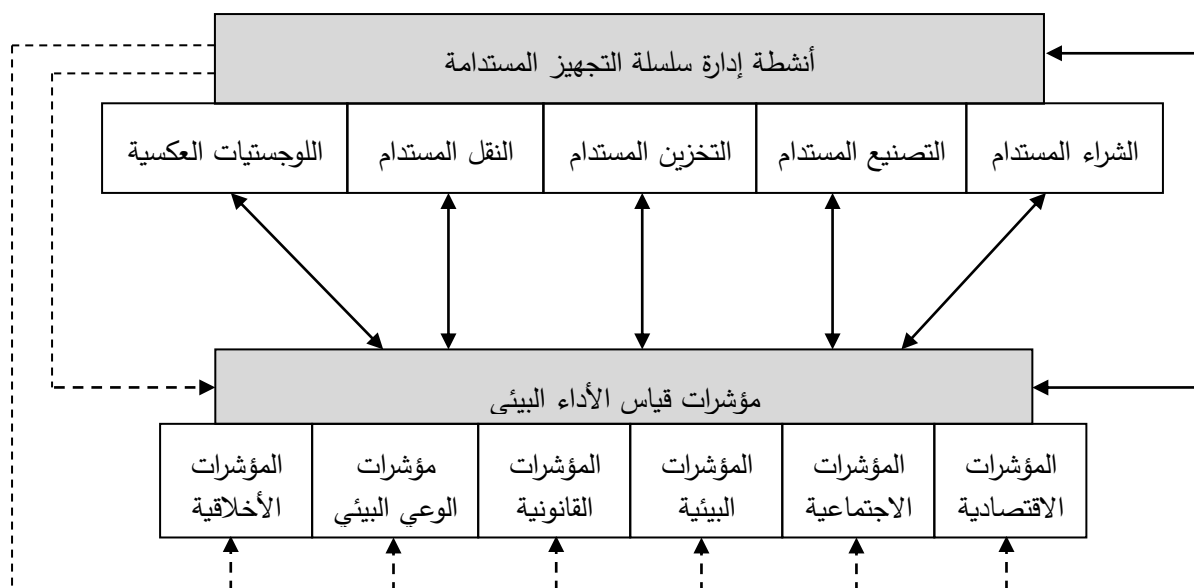 أنشطة إدارة سلسلة التجهيز المستدامة
الشراء المستدام
التصنيع المستدام
التخزين المستدام
النقل المستدام
اللوجستيات العكسية
مؤشرات قياس الأداء البيئي
المؤشرات
الاقتصادية
المؤشرات
الاجتماعية
المؤشرات
البيئية
المؤشرات
القانونية
مؤشرات
الوعي البيئي
المؤشرات
الأخلاقية